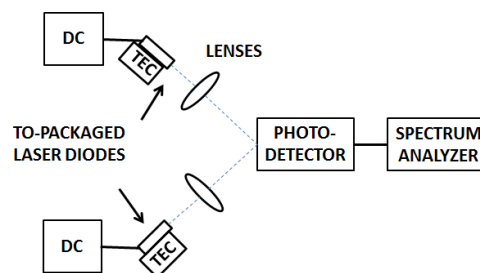 DC
TEC
LENSES
TO-PACKAGED
LASER DIODES
PHOTO-
DETECTOR
SPECTRUM
ANALYZER
DC
TEC